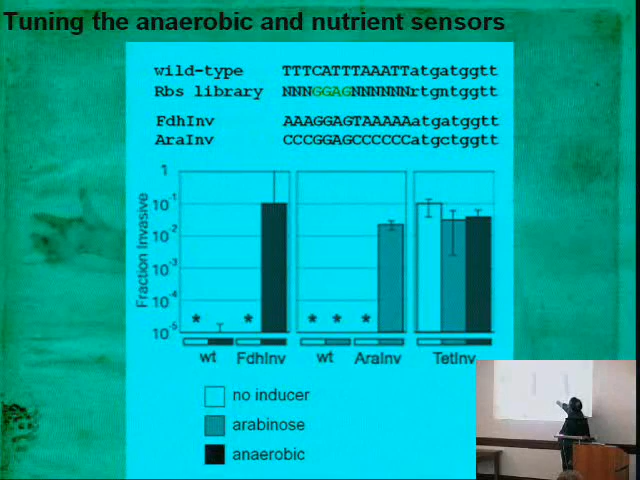 Tuning the anaerobic and nutrient sensors
wild-type TTTCATTTAAATTatgatggtt
Rbs library NNNGGAGNNNNNNrtgntggtt
FdhInv AAAGGAGTAAAAAatgatggtt
AraInv CCCGGAGCCCCCCatgctggtt
Fraction Invasive
1
10-1
10-2
10-3
10-4
10-5
* * * * *
wt FdhInv wt AraInv TetInv
no inducer
arabinose
anaerobic